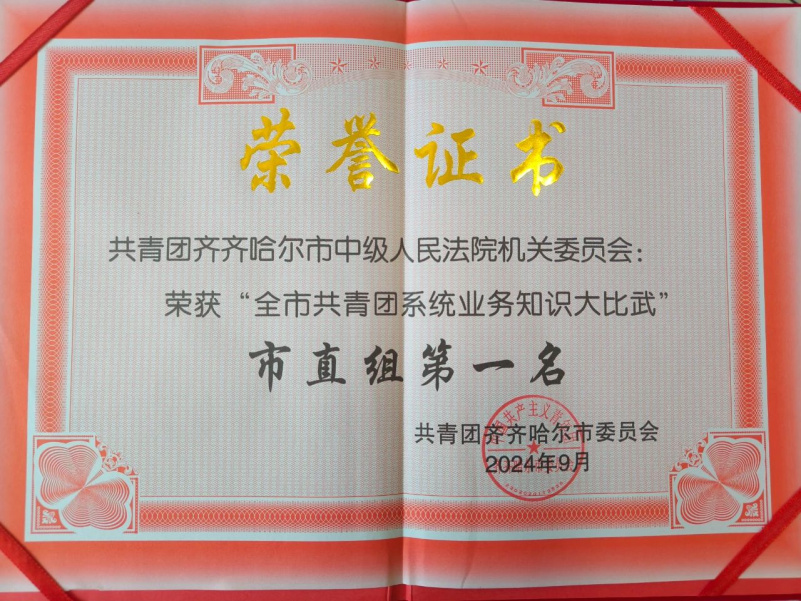 荣誉证书
共青团齐齐哈尔市中级人民法院机关委员会：
荣获“全市共青团系统业务知识大比武”
市直组第一名
共青团齐齐哈尔市委员会
2024年9月